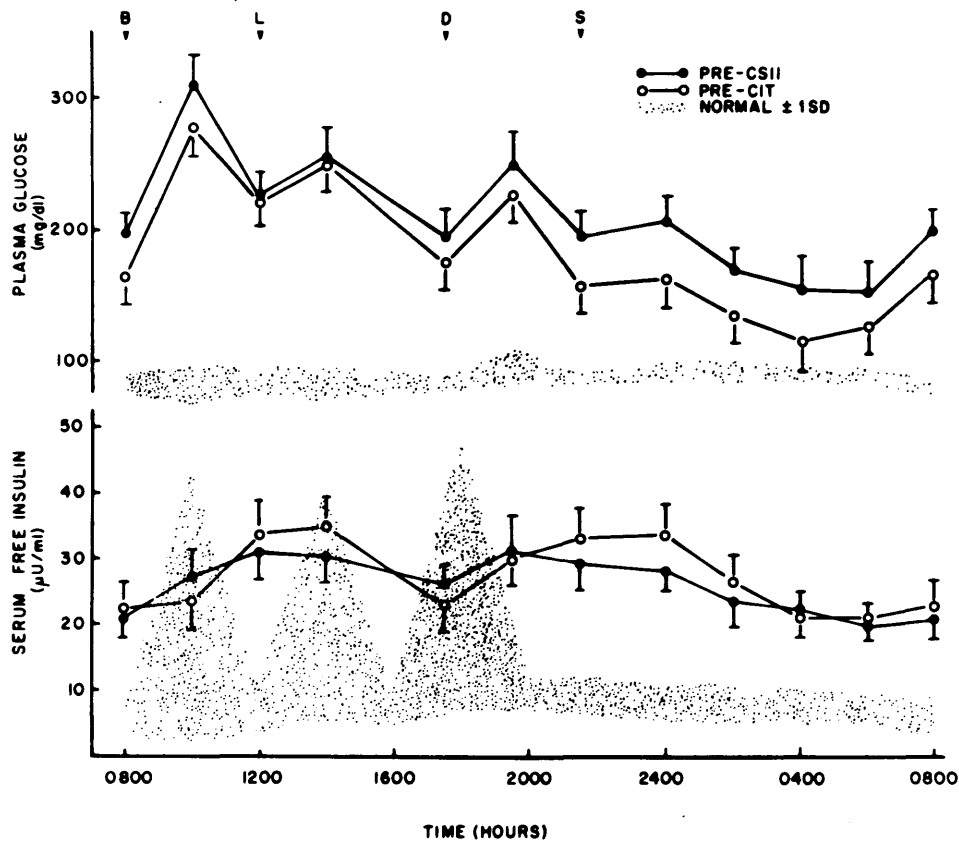 B L D S
PRE-CSII
PRE-CIT
NORMAL ± 1SD
PLASMA GLUCOSE
(mg/dl)
300
200
100
SERUM FREE INSULIN
(μU/ml)
50
40
30
20
10
0800 1200 1600 2000 2400 0400 0800
TIME (HOURS)